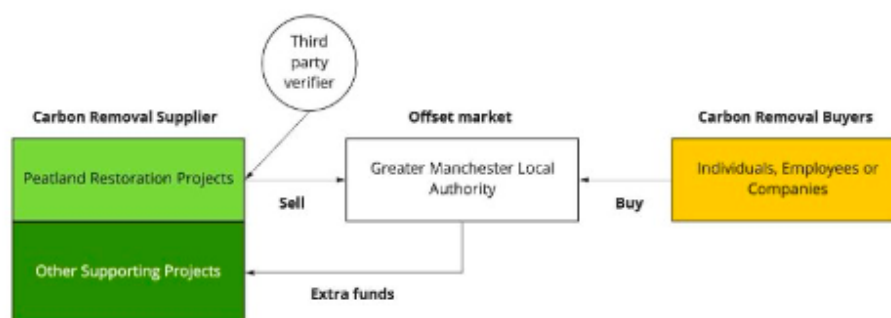 Third
party
verifier
Carbon Removal Supplier
Offset market
Carbon Removal Buyers
Peatland Restoration Projects
Greater Manchester Local
Authority
Individuals, Employees or
Companies
Sell
Buy
Other Supporting Projects
Extra funds